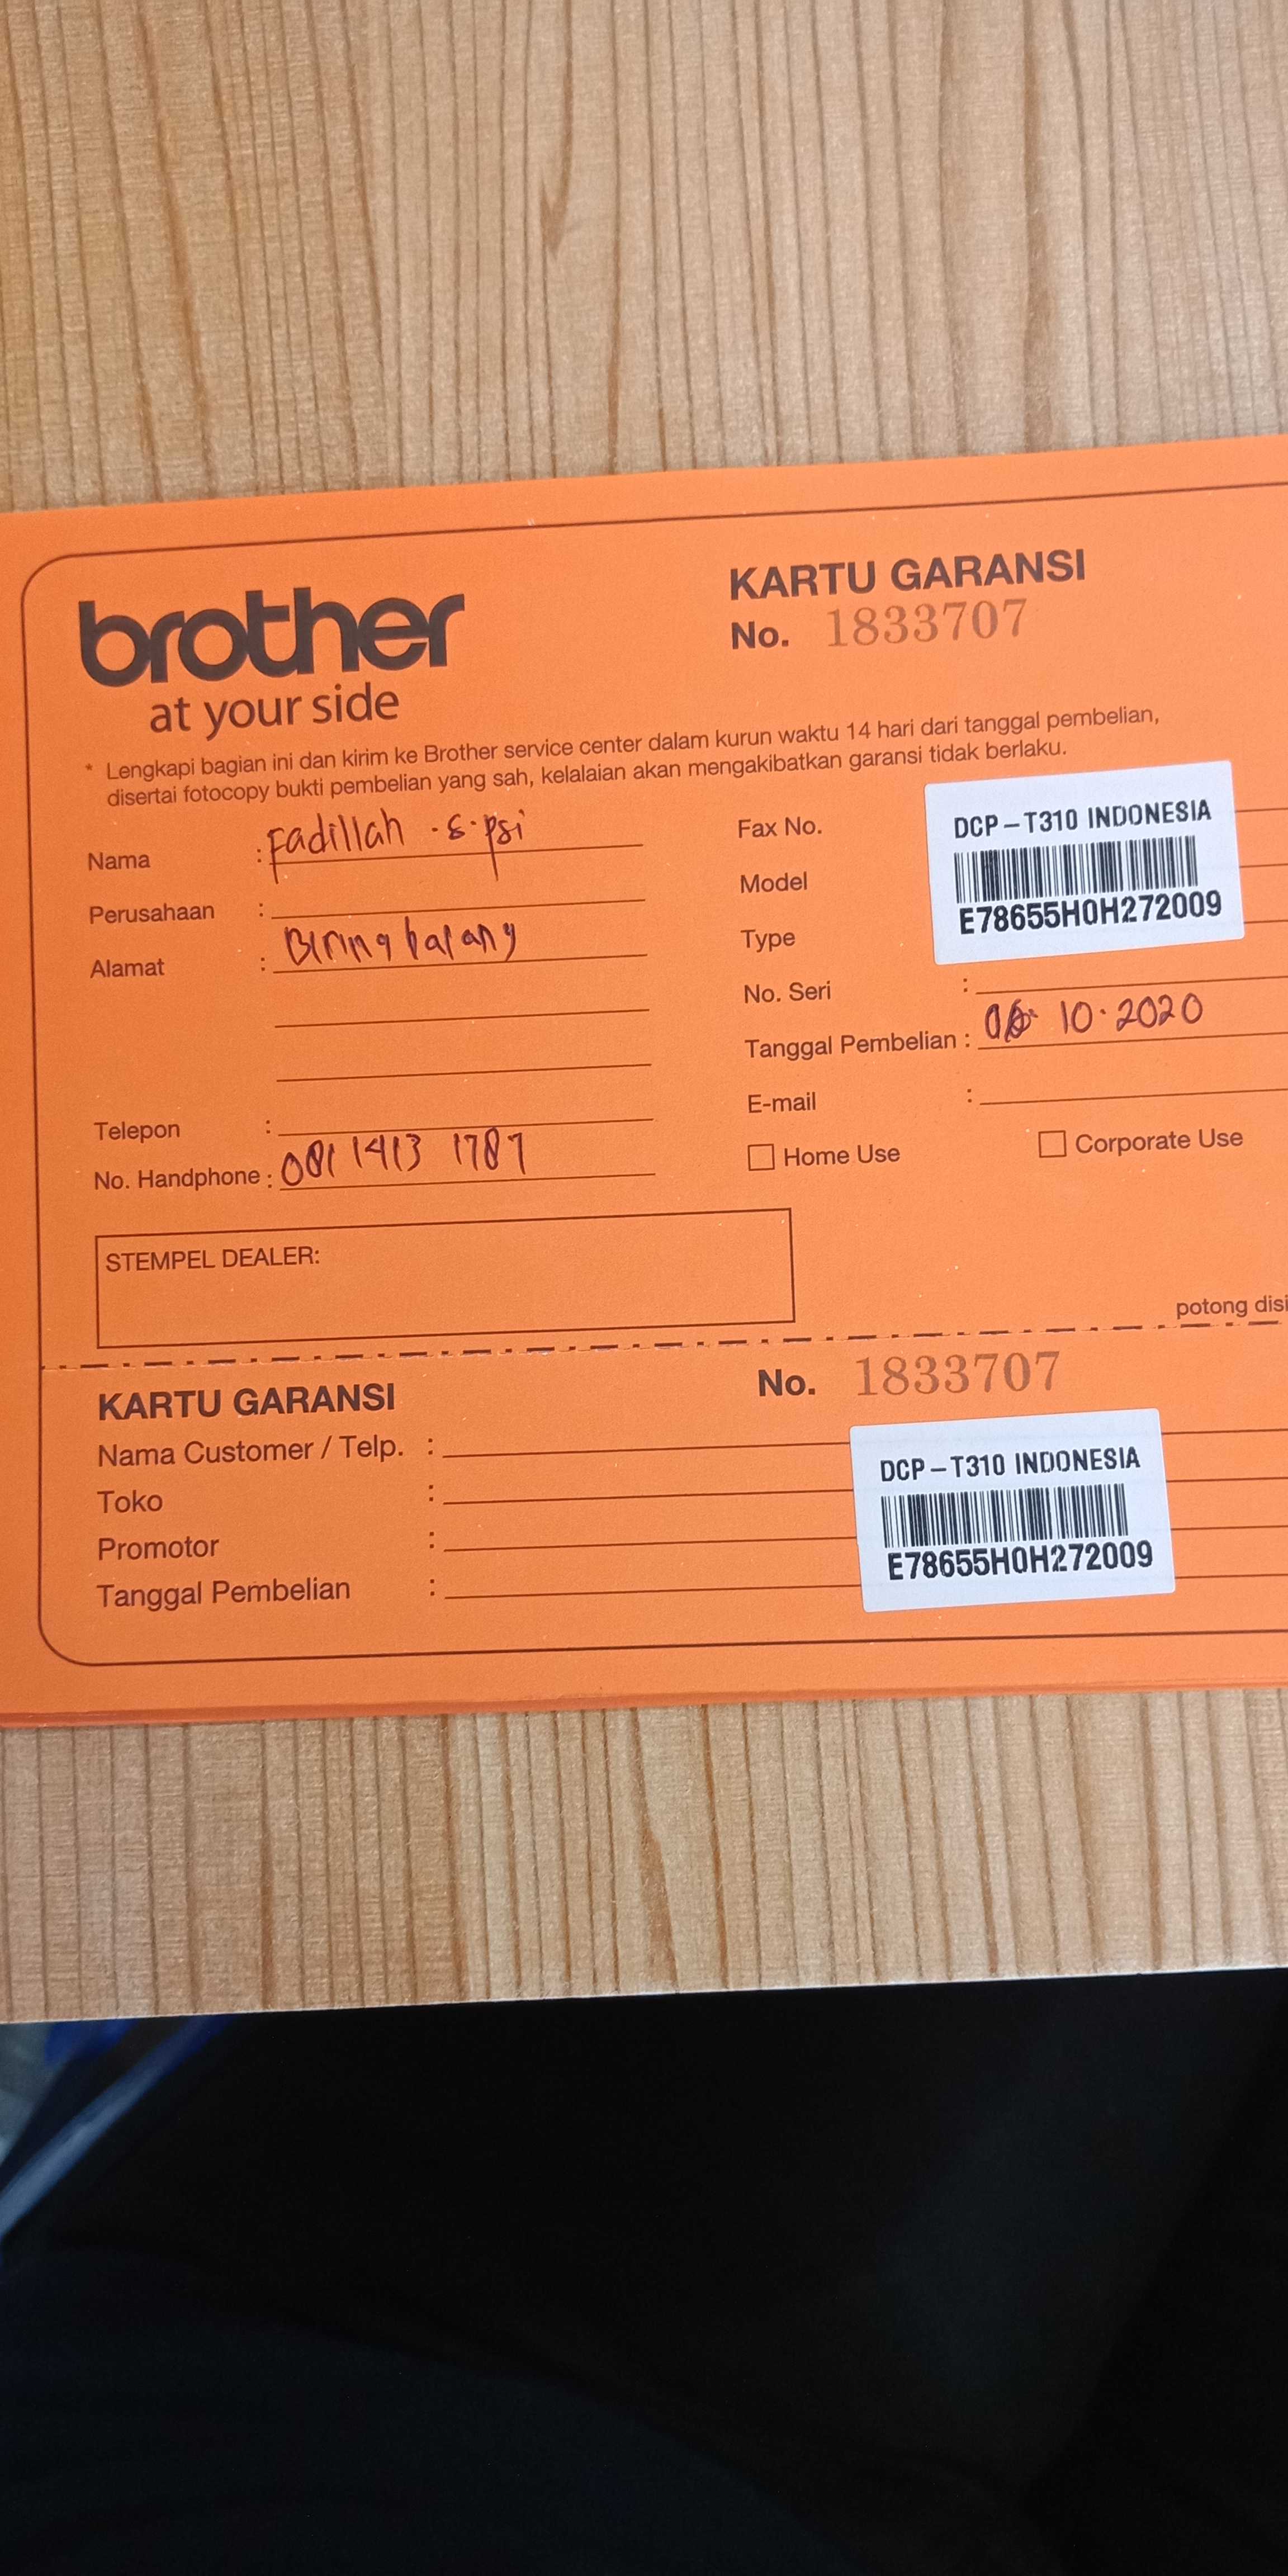 brother
at your side
KARTU GARANSI
No. 1833707
* Lengkapi bagian ini dan kirim ke Brother service center dalam kurun waktu 14 hari dari tanggal pembelian,
disertai fotocopy bukti pembelian yang sah, kelalaian akan mengakibatkan garansi tidak berlaku.
Nama : Fadillah . S.psi
Perusahaan :
Alamat :
Telepon :
No. Handphone : 081 1413 1787
Fax No.
Model
Type
No. Seri :
DCP-T310 INDONESIA
E78655H0H272009
Tanggal Pembelian : 10.2020
E-mail :
Home Use Corporate Use
STEMPEL DEALER:
potong disi
KARTU GARANSI
No. 1833707
Nama Customer / Telp. :
Toko :
Promotor :
Tanggal Pembelian :
DCP-T310 INDONESIA
E78655H0H272009